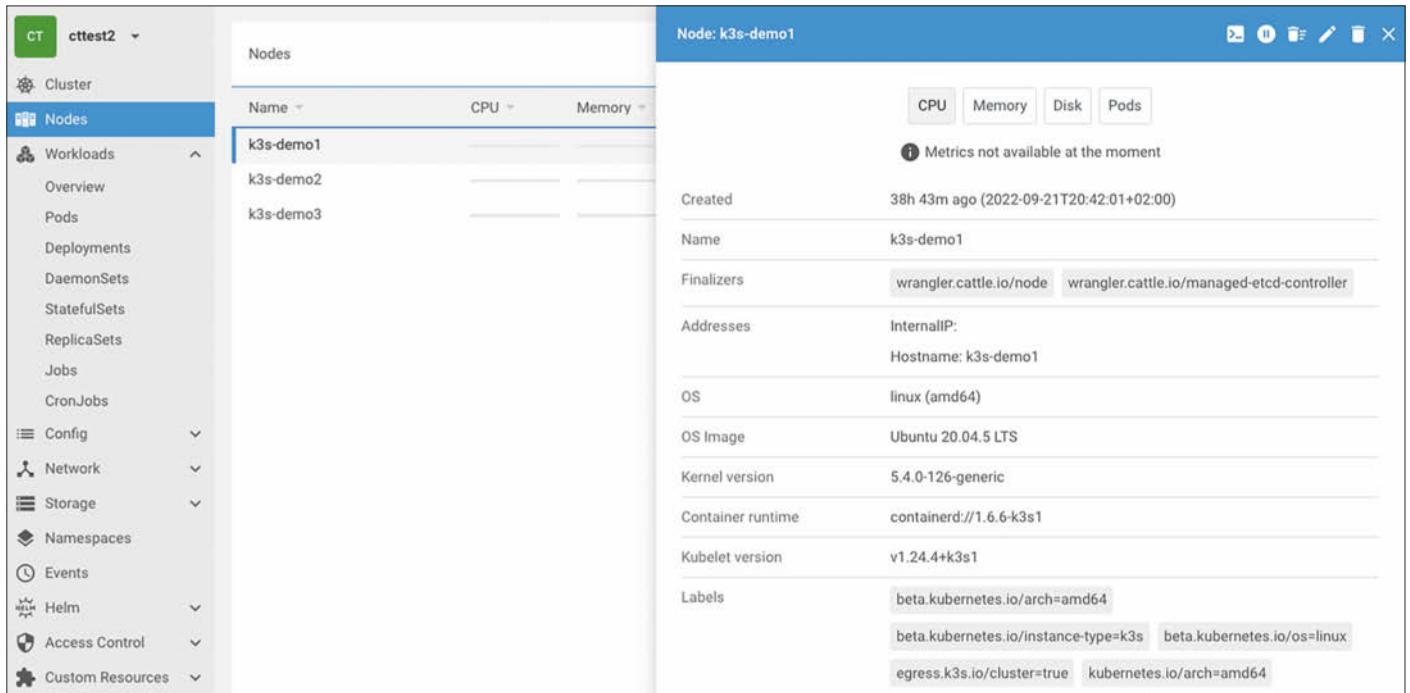 CT cttest2
Cluster
Nodes
Workloads
Overview
Pods
Deployments
DaemonSets
StatefulSets
ReplicaSets
Jobs
CronJobs
Config
Network
Storage
Namespaces
Events
HELM Helm
Access Control
Custom Resources
Nodes
Name CPU Memory
k3s-demo1
k3s-demo2
k3s-demo3
Node: k3s-demo1
CPU Memory Disk Pods
Metrics not available at the moment
Created 38h 43m ago (2022-09-21T20:42:01+02:00)
Name k3s-demo1
Finalizers wrangler.cattle.io/node wrangler.cattle.io/managed-etcd-controller
Addresses InternalIP:
Hostname: k3s-demo1
OS linux (amd64)
OS Image Ubuntu 20.04.5 LTS
Kernel version 5.4.0-126-generic
Container runtime containerd://1.6.6-k3s1
Kubelet version v1.24.4+k3s1
Labels beta.kubernetes.io/arch=amd64
beta.kubernetes.io/instance-type=k3s beta.kubernetes.io/os=linux
egress.k3s.io/cluster=true kubernetes.io/arch=amd64